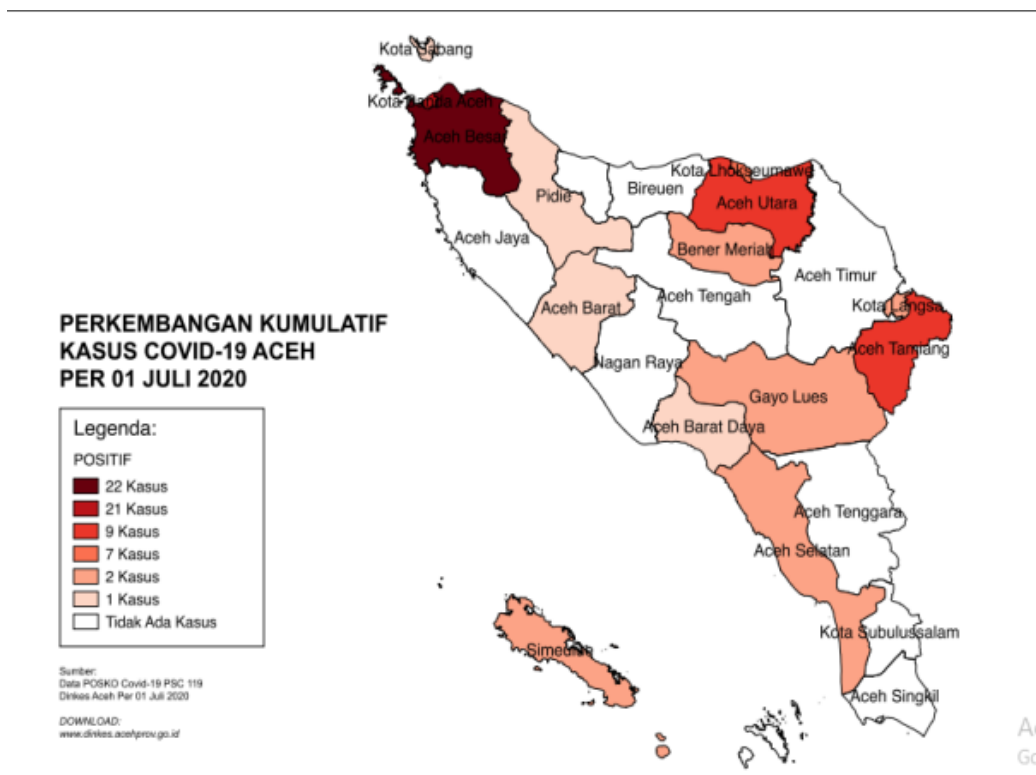 Kota Sabang
Kota Banda Aceh
Aceh Besar
Pidie
Bireuen
Kota Lhokseumawe
Aceh Utara
Aceh Jaya
Bener Meriah
Aceh Timur
Aceh Tengah
Aceh Barat
Kota Langsa
Aceh Tamiang
Nagan Raya
Gayo Lues
Aceh Barat Daya
Aceh Tenggara
Aceh Selatan
Kota Subulussalam
Simeulue
Aceh Singkil
PERKEMBANGAN KUMULATIF
KASUS COVID-19 ACEH
PER 01 JULI 2020
Legenda:
POSITIF
22 Kasus
21 Kasus
9 Kasus
7 Kasus
2 Kasus
1 Kasus
Tidak Ada Kasus
Sumber:
Data POSKO Covid-19 PSC 119
Dinkes Aceh Per 01 Juli 2020
DOWNLOAD:
www.dinkes.acehprov.go.id